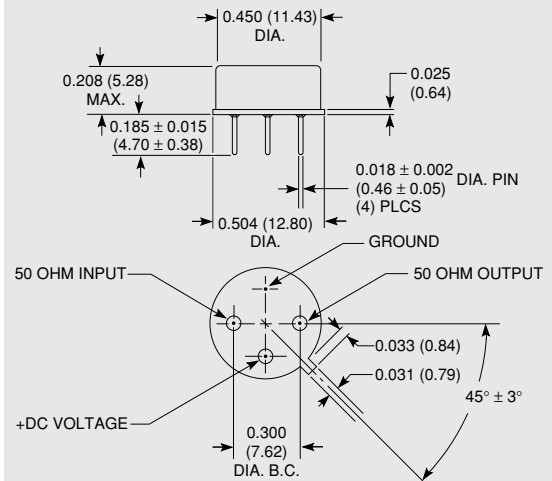 0.450 (11.43)
DIA.
0.208 (5.28)
MAX.
0.025
(0.64)
0.185 ± 0.015
(4.70 ± 0.38)
0.018 ± 0.002
(0.46 ± 0.05)
(4) PLCS
DIA. PIN
0.504 (12.80)
DIA.
GROUND
50 OHM INPUT
50 OHM OUTPUT
0.033 (0.84)
0.031 (0.79)
45° ± 3°
+DC VOLTAGE
0.300
(7.62)
DIA. B.C.